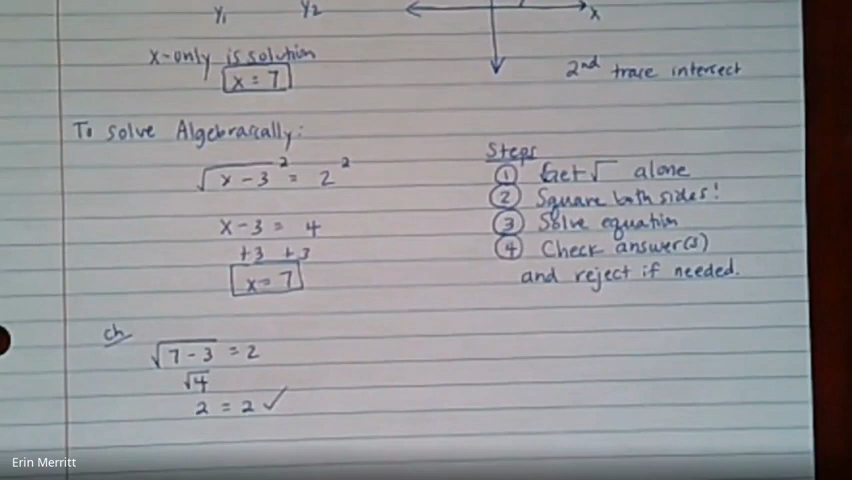 y₁ y₂ x
x-only is solution
x = 7
2nd trace intersect
To solve Algebraically:
√(x - 3)² = 2²
x - 3 = 4
+3 +3
x = 7
Steps
① Get √ alone
② Square both sides!
③ Solve equation
④ Check answer(s)
and reject if needed.
ch
√(7 - 3) = 2
√4
2 = 2 ✓
Erin Merritt